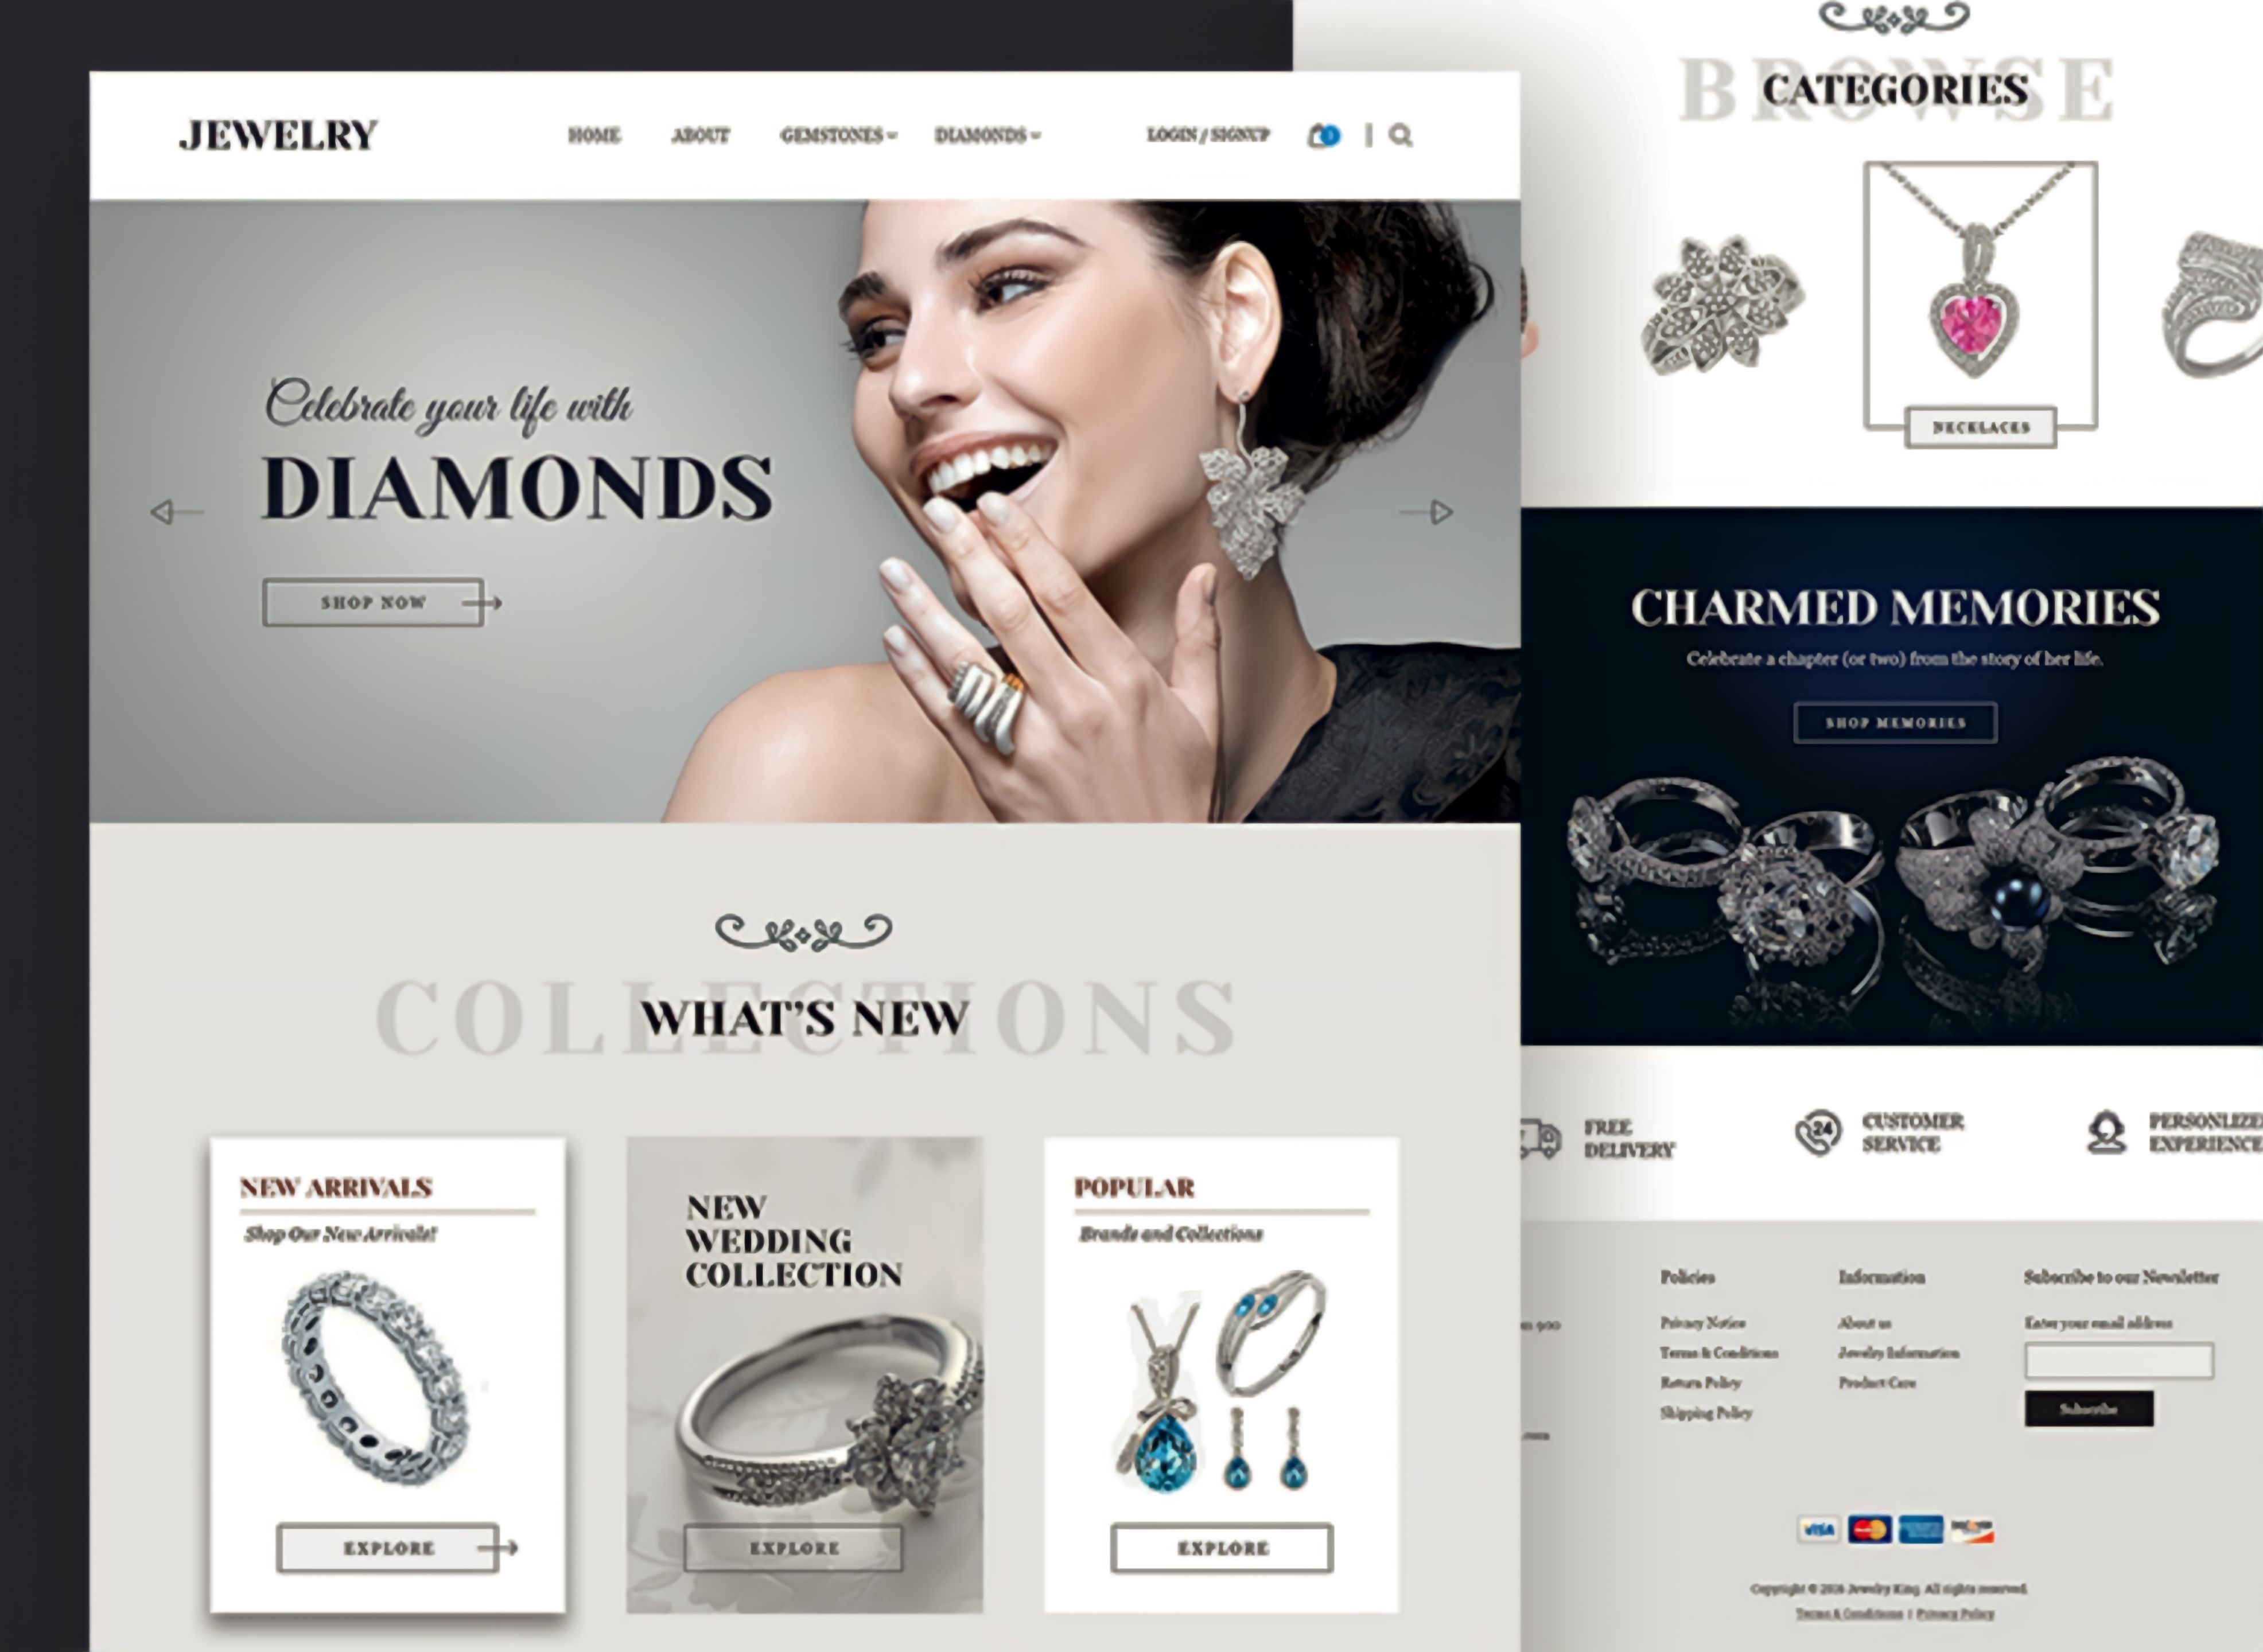 JEWELRY
HOME ABOUT GEMSTONES DIAMONDS LOGIN / SIGNUP
Celebrate your life with
DIAMONDS
SHOP NOW
COLLECTIONS
WHAT'S NEW
NEW ARRIVALS
Shop Our New Arrivals!
EXPLORE
NEW
WEDDING
COLLECTION
EXPLORE
POPULAR
Brands and Collections
EXPLORE
BROWSE
CATEGORIES
NECKLACES
CHARMED MEMORIES
Celebrate a chapter (or two) from the story of her life.
SHOP MEMORIES
FREE
DELIVERY
24
CUSTOMER
SERVICE
PERSONLIZE
EXPERIENCE
900
Policies
Privacy Notice
Terms & Conditions
Return Policy
Shipping Policy
Information
About us
Jewelry Information
Product Care
Subscribe to our Newsletter
Enter your email address
Subscribe
VISA
Copyright © 2016 Jewelry King. All rights reserved.
Terms & Conditions | Privacy Policy